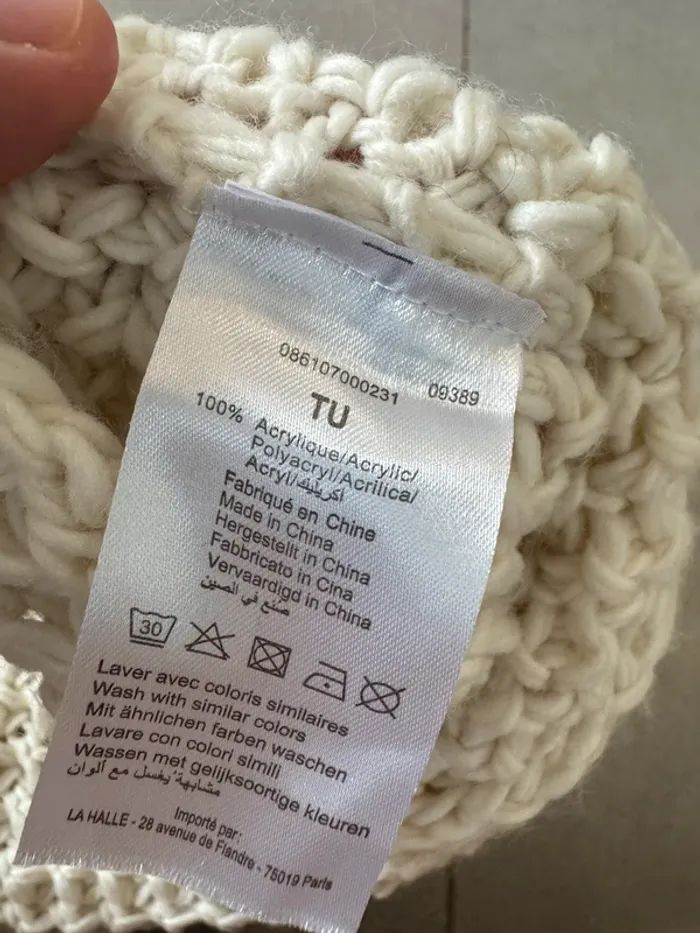 086107000231 09389
TU
100% Acrylique/Acrylic/
Polyacryl/Acrilica/
Acryl/أكريليك
Fabriqué en Chine
Made in China
Hergestellt in China
Fabbricato in Cina
Vervaardigd in China
صنع في الصين
30
Laver avec coloris similaires
Wash with similar colors
Mit ähnlichen farben waschen
Lavare con colori simili
Wassen met gelijksoortige kleuren
مشابهة يغسل مع ألوان
Importé par:
LA HALLE - 28 avenue de Flandre - 75019 Paris